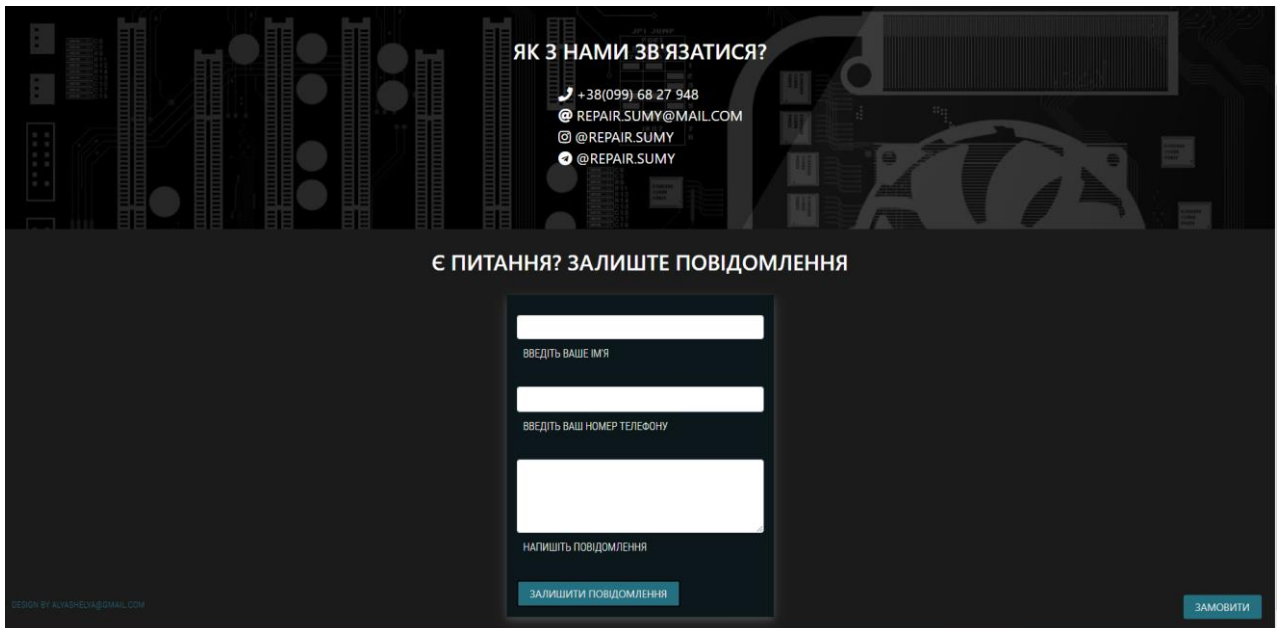 ЯК З НАМИ ЗВ'ЯЗАТИСЯ?
+38(099) 68 27 948
REPAIR.SUMY@MAIL.COM
@REPAIR.SUMY
@REPAIR.SUMY
Є ПИТАННЯ? ЗАЛИШТЕ ПОВІДОМЛЕННЯ
ВВЕДІТЬ ВАШЕ ІМ'Я
ВВЕДІТЬ ВАШ НОМЕР ТЕЛЕФОНУ
НАПИШІТЬ ПОВІДОМЛЕННЯ
ЗАЛИШИТИ ПОВІДОМЛЕННЯ
DESIGN BY ALYASHELYA@GMAIL.COM
ЗАМОВИТИ